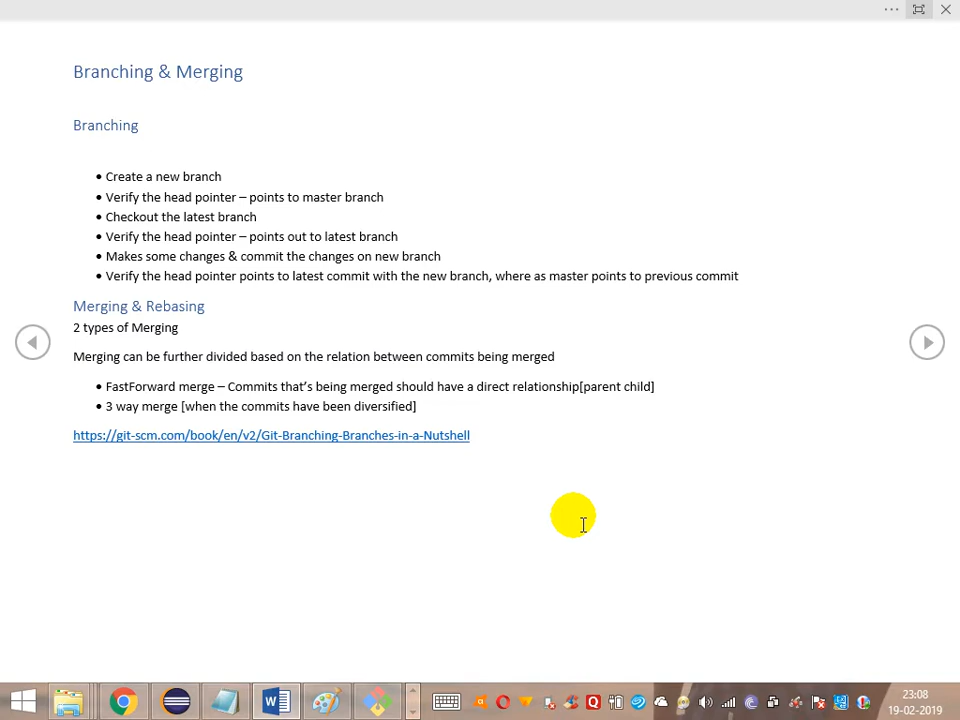 Branching & Merging
Branching
• Create a new branch
• Verify the head pointer – points to master branch
• Checkout the latest branch
• Verify the head pointer – points out to latest branch
• Makes some changes & commit the changes on new branch
• Verify the head pointer points to latest commit with the new branch, where as master points to previous commit
Merging & Rebasing
2 types of Merging
Merging can be further divided based on the relation between commits being merged
• FastForward merge – Commits that's being merged should have a direct relationship[parent child]
• 3 way merge [when the commits have been diversified]
https://git-scm.com/book/en/v2/Git-Branching-Branches-in-a-Nutshell
23:08
19-02-2019